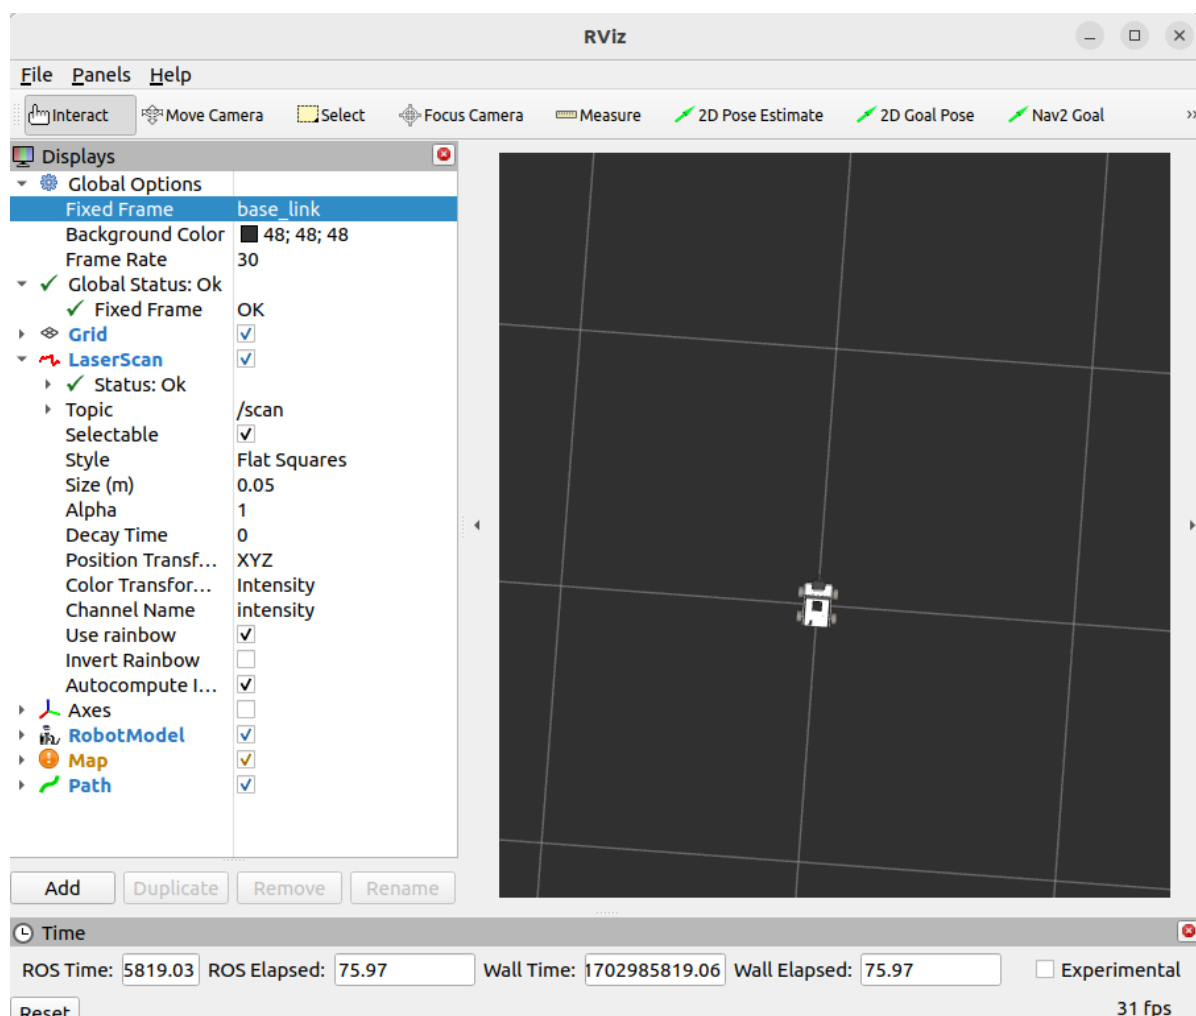 RViz
File Panels Help
Interact Move Camera Select Focus Camera Measure 2D Pose Estimate 2D Goal Pose Nav2 Goal »
Displays
Global Options
Fixed Frame base_link
Background Color 48; 48; 48
Frame Rate 30
Global Status: Ok
Fixed Frame OK
Grid
LaserScan
Status: Ok
Topic /scan
Selectable
Style Flat Squares
Size (m) 0.05
Alpha 1
Decay Time 0
Position Transf... XYZ
Color Transfor... Intensity
Channel Name intensity
Use rainbow
Invert Rainbow
Autocompute I...
Axes
RobotModel
Map
Path
Add Duplicate Remove Rename
Time
ROS Time: 5819.03 ROS Elapsed: 75.97 Wall Time: 1702985819.06 Wall Elapsed: 75.97 Experimental
Reset 31 fps